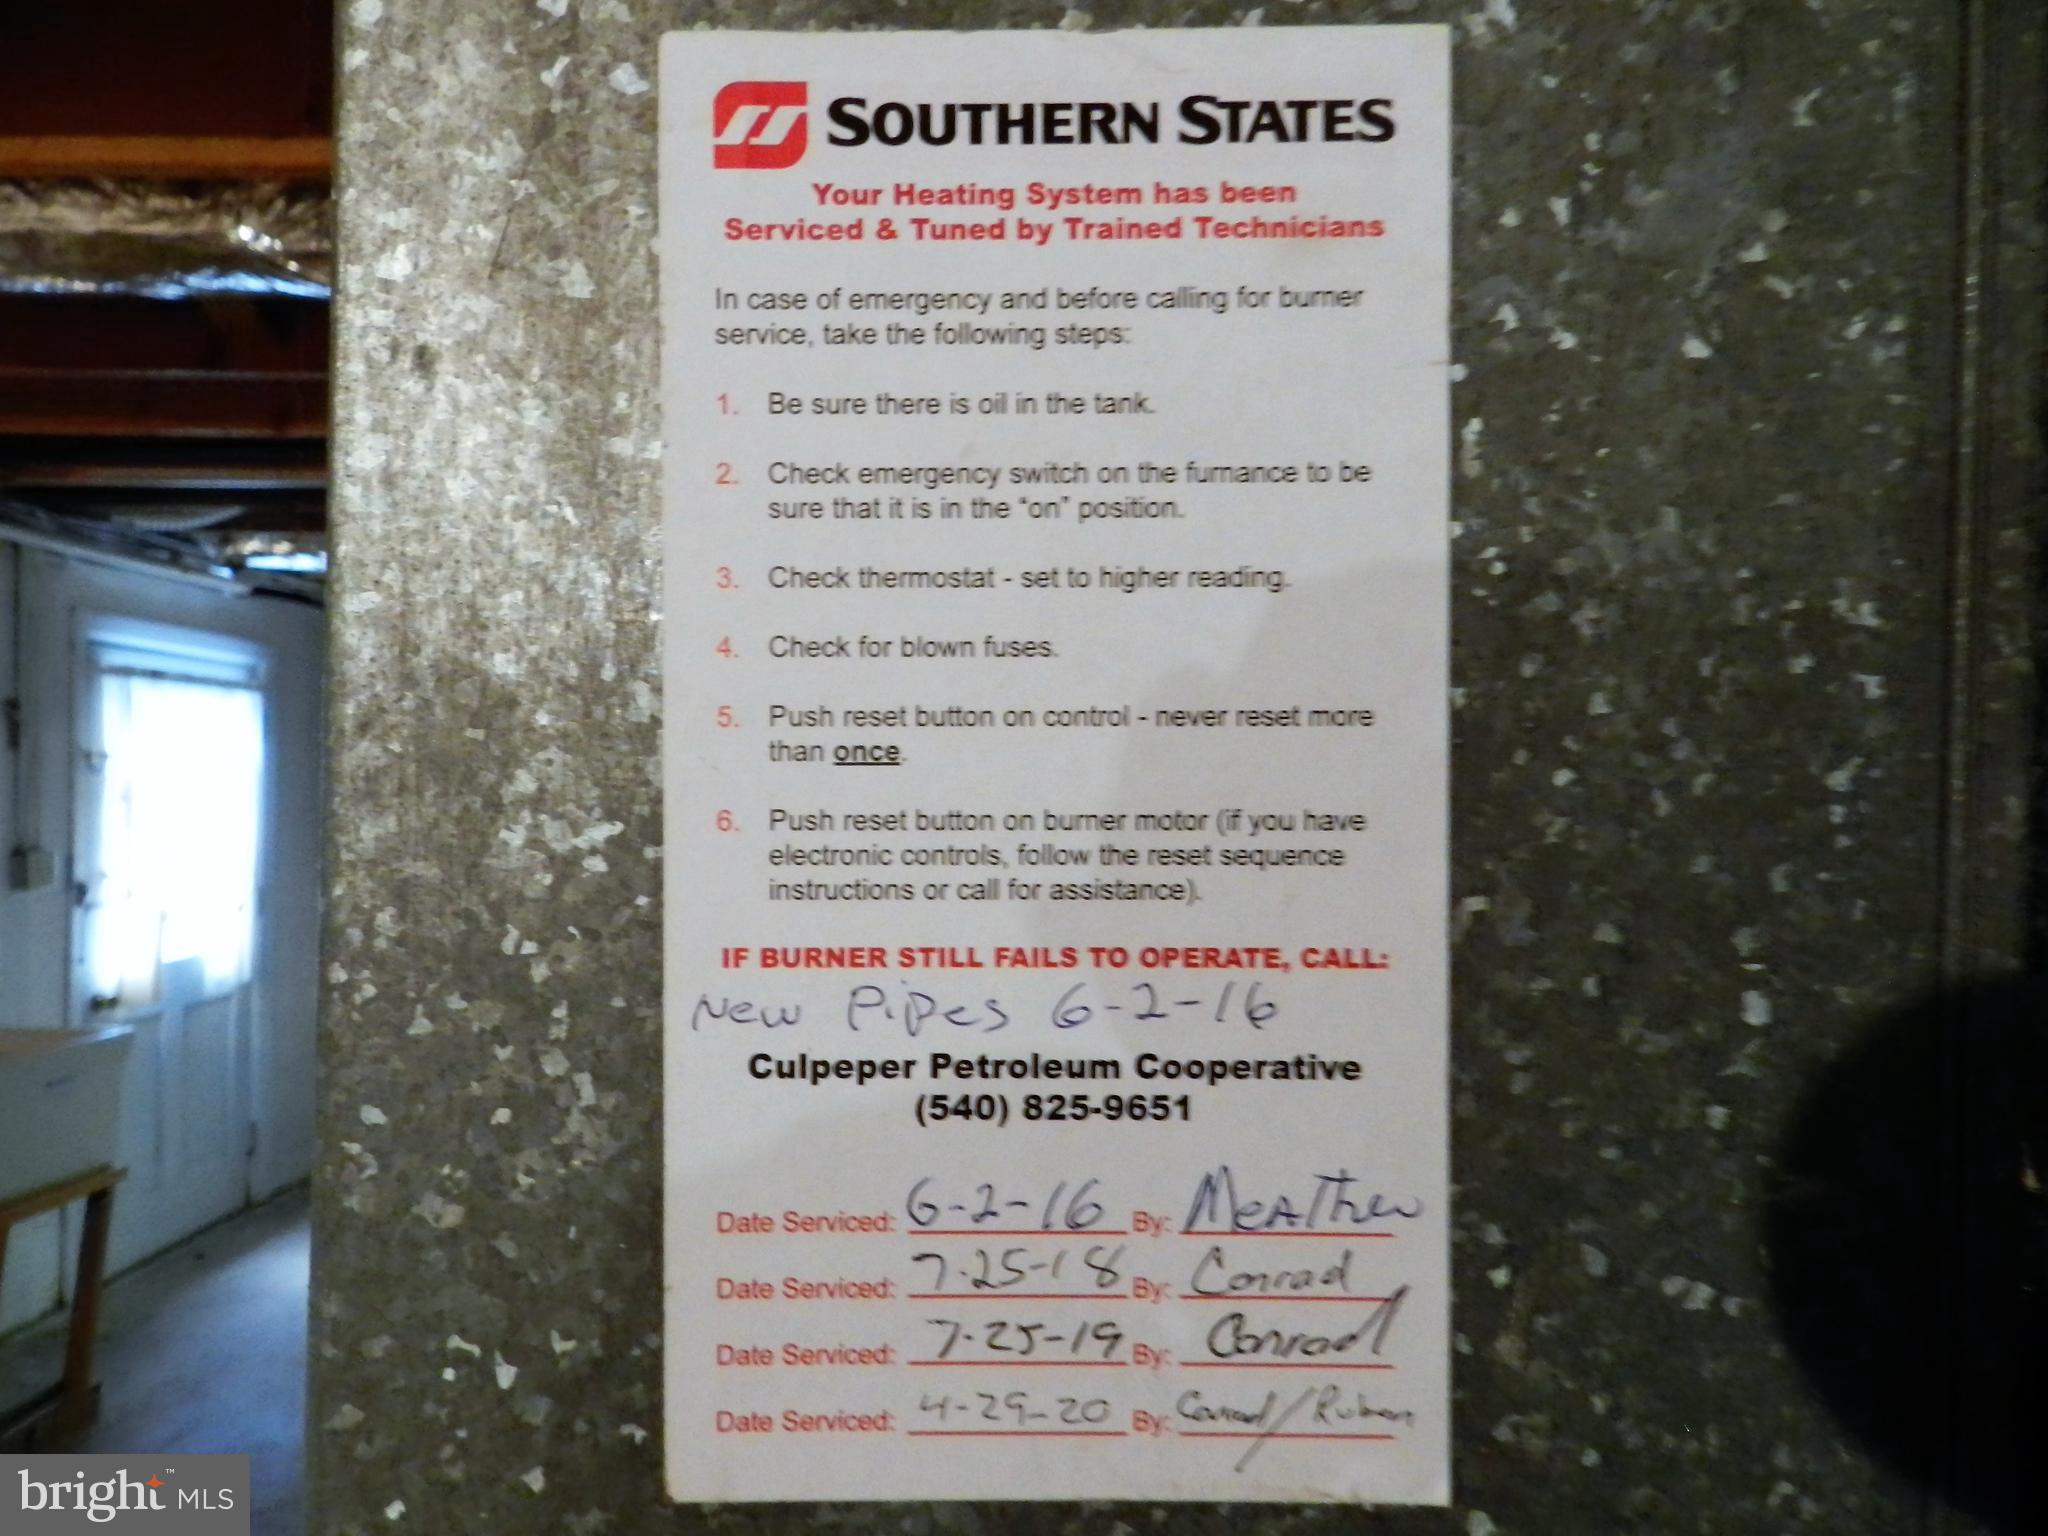 SOUTHERN STATES
Your Heating System has been
Serviced & Tuned by Trained Technicians
In case of emergency and before calling for burner
service, take the following steps:
1. Be sure there is oil in the tank.
2. Check emergency switch on the furnance to be
sure that it is in the "on" position.
3. Check thermostat - set to higher reading.
4. Check for blown fuses.
5. Push reset button on control - never reset more
than once.
6. Push reset button on burner motor (if you have
electronic controls, follow the reset sequence
instructions or call for assistance).
IF BURNER STILL FAILS TO OPERATE, CALL:
New Pipes 6-2-16
Culpeper Petroleum Cooperative
(540) 825-9651
Date Serviced: 6-2-16 By:
Date Serviced: 7-25-18 By: Conrad
Date Serviced: 7-25-19 By: Conrad
Date Serviced: 4-29-20 By: Conrad/Ruben
bright™ MLS